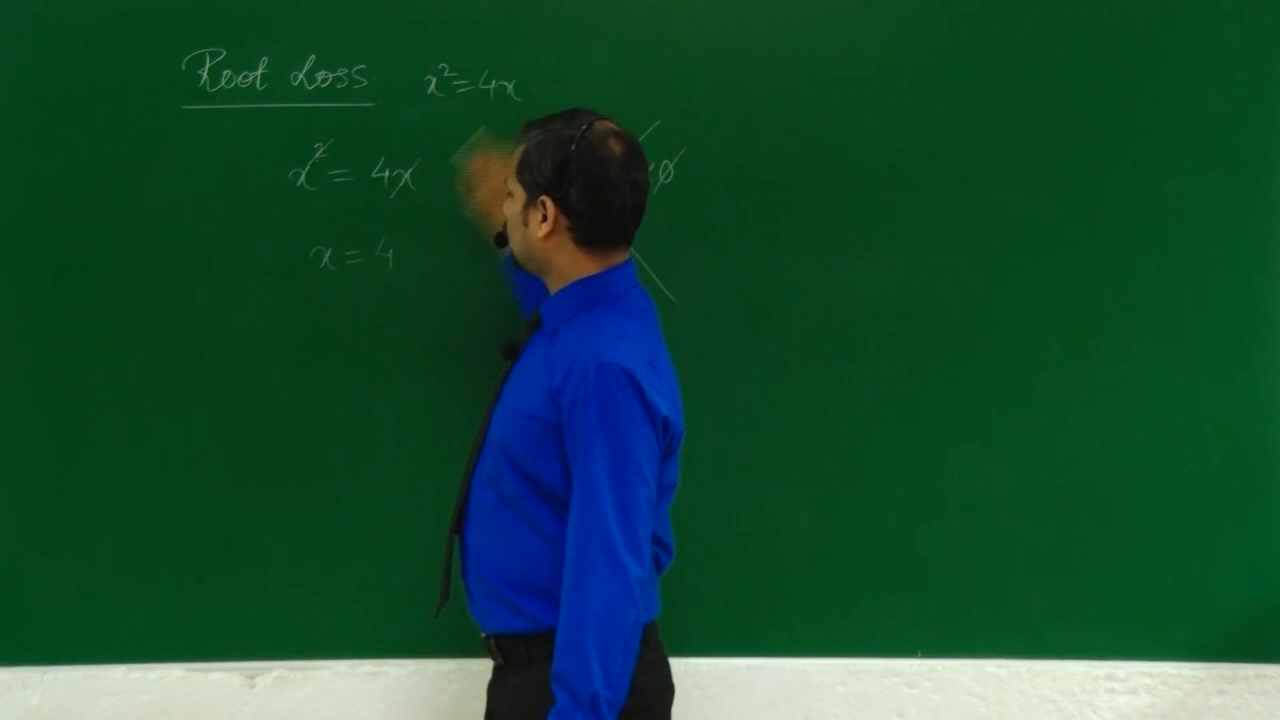 Root Loss x²=4x
x² = 4x
x = 4